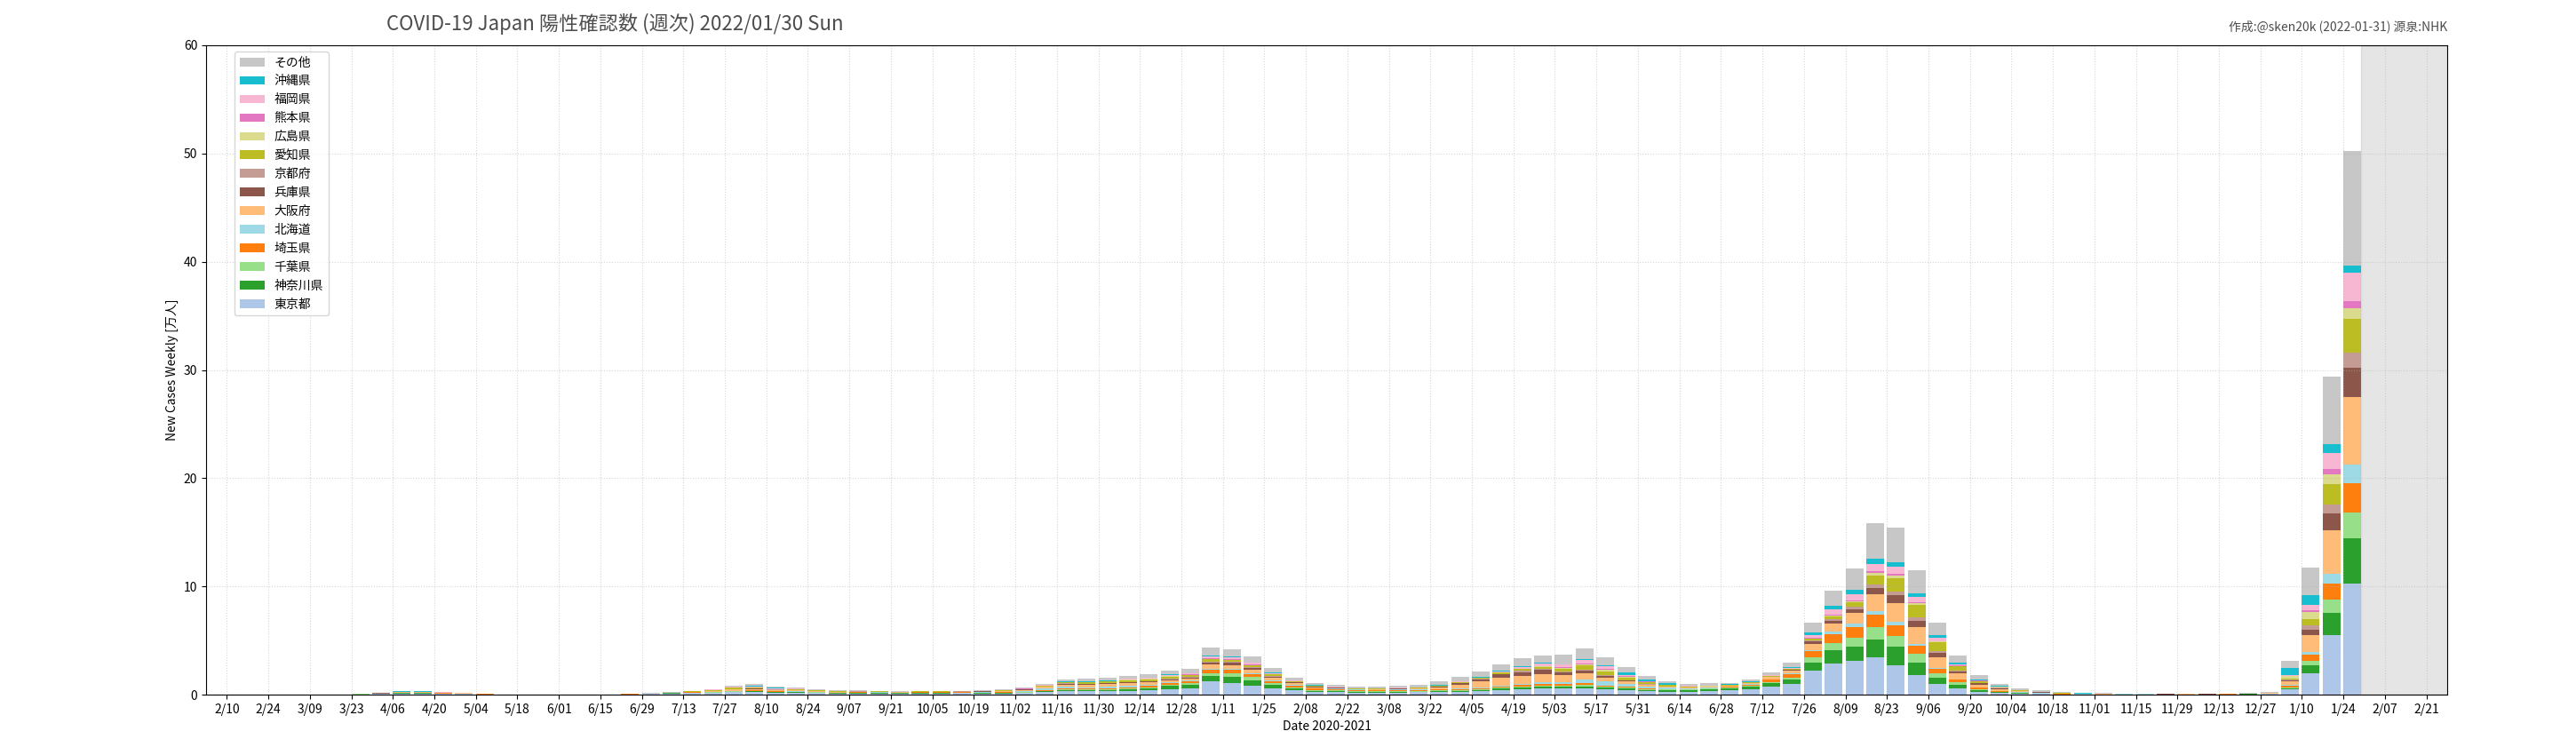 COVID-19 Japan 陽性確認数 (週次) 2022/01/30 Sun
作成:@sken20k (2022-01-31) 源泉:NHK
60
50
40
30
20
10
0
New Cases Weekly [万人]
その他
沖縄県
福岡県
熊本県
広島県
愛知県
京都府
兵庫県
大阪府
北海道
埼玉県
千葉県
神奈川県
東京都
2/10 2/24 3/09 3/23 4/06 4/20 5/04 5/18 6/01 6/15 6/29 7/13 7/27 8/10 8/24 9/07 9/21 10/05 10/19 11/02 11/16 11/30 12/14 12/28 1/11 1/25 2/08 2/22 3/08 3/22 4/05 4/19 5/03 5/17 5/31 6/14 6/28 7/12 7/26 8/09 8/23 9/06 9/20 10/04 10/18 11/01 11/15 11/29 12/13 12/27 1/10 1/24 2/07 2/21
Date 2020-2021